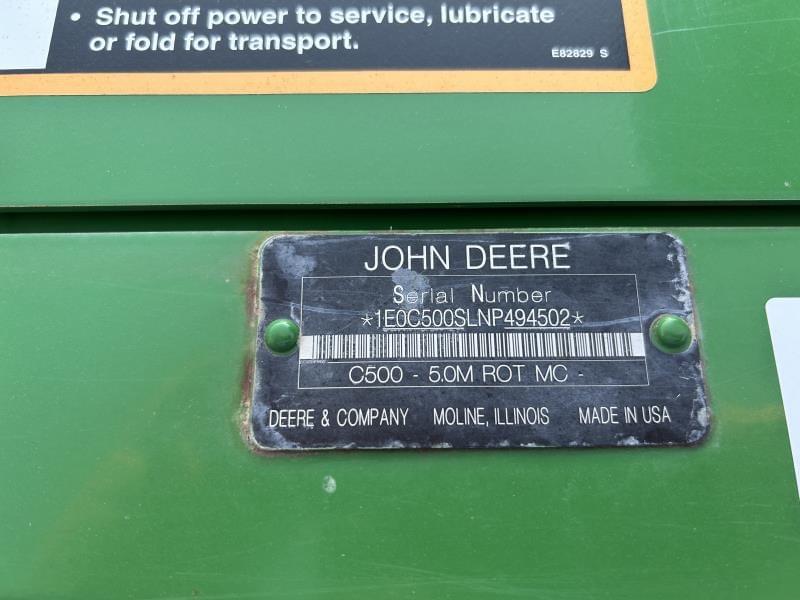 • Shut off power to service, lubricate
or fold for transport.
E82829 S
JOHN DEERE
Serial Number
*1E0C500SLNP494502*
C500 - 5.0M ROT MC -
DEERE & COMPANY MOLINE, ILLINOIS MADE IN USA